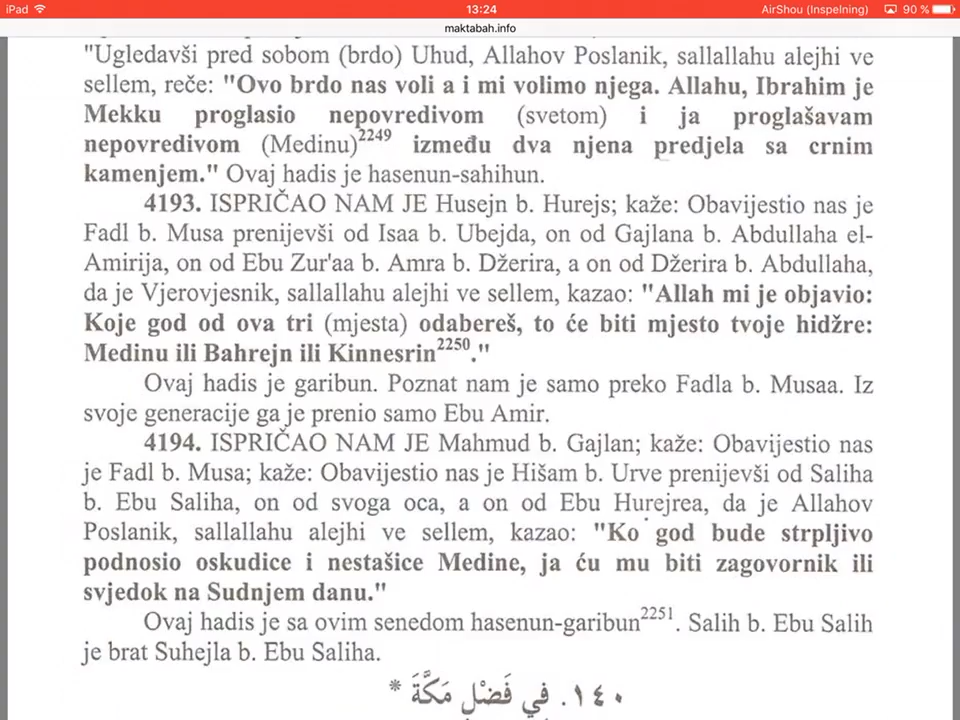 iPad 13:24 AirShou (Inspelning) 90 %
maktabah.info
"Ugledavši pred sobom (brdo) Uhud, Allahov Poslanik, sallallahu alejhi ve
sellem, reče: "Ovo brdo nas voli a i mi volimo njega. Allahu, Ibrahim je
Mekku proglasio nepovredivom (svetom) i ja proglašavam
nepovredivom (Medinu)2249 između dva njena predjela sa crnim
kamenjem." Ovaj hadis je hasenun-sahihun.
4193. ISPRIČAO NAM JE Husejn b. Hurejs; kaže: Obavijestio nas je
Fadl b. Musa prenijevši od Isaa b. Ubejda, on od Gajlana b. Abdullaha el-
Amirija, on od Ebu Zur'aa b. Amra b. Džerira, a on od Džerira b. Abdullaha,
da je Vjerovjesnik, sallallahu alejhi ve sellem, kazao: "Allah mi je objavio:
Koje god od ova tri (mjesta) odabereš, to će biti mjesto tvoje hidžre:
Medinu ili Bahrejn ili Kinnesrin2250."
Ovaj hadis je garibun. Poznat nam je samo preko Fadla b. Musaa. Iz
svoje generacije ga je prenio samo Ebu Amir.
4194. ISPRIČAO NAM JE Mahmud b. Gajlan; kaže: Obavijestio nas
je Fadl b. Musa; kaže: Obavijestio nas je Hišam b. Urve prenijevši od Saliha
b. Ebu Saliha, on od svoga oca, a on od Ebu Hurejrea, da je Allahov
Poslanik, sallallahu alejhi ve sellem, kazao: "Ko god bude strpljivo
podnosio oskudice i nestašice Medine, ja ću mu biti zagovornik ili
svjedok na Sudnjem danu."
Ovaj hadis je sa ovim senedom hasenun-garibun2251. Salih b. Ebu Salih
je brat Suhejla b. Ebu Saliha.
١٤٠. فِي فَضْلِ مَكَّةَ *